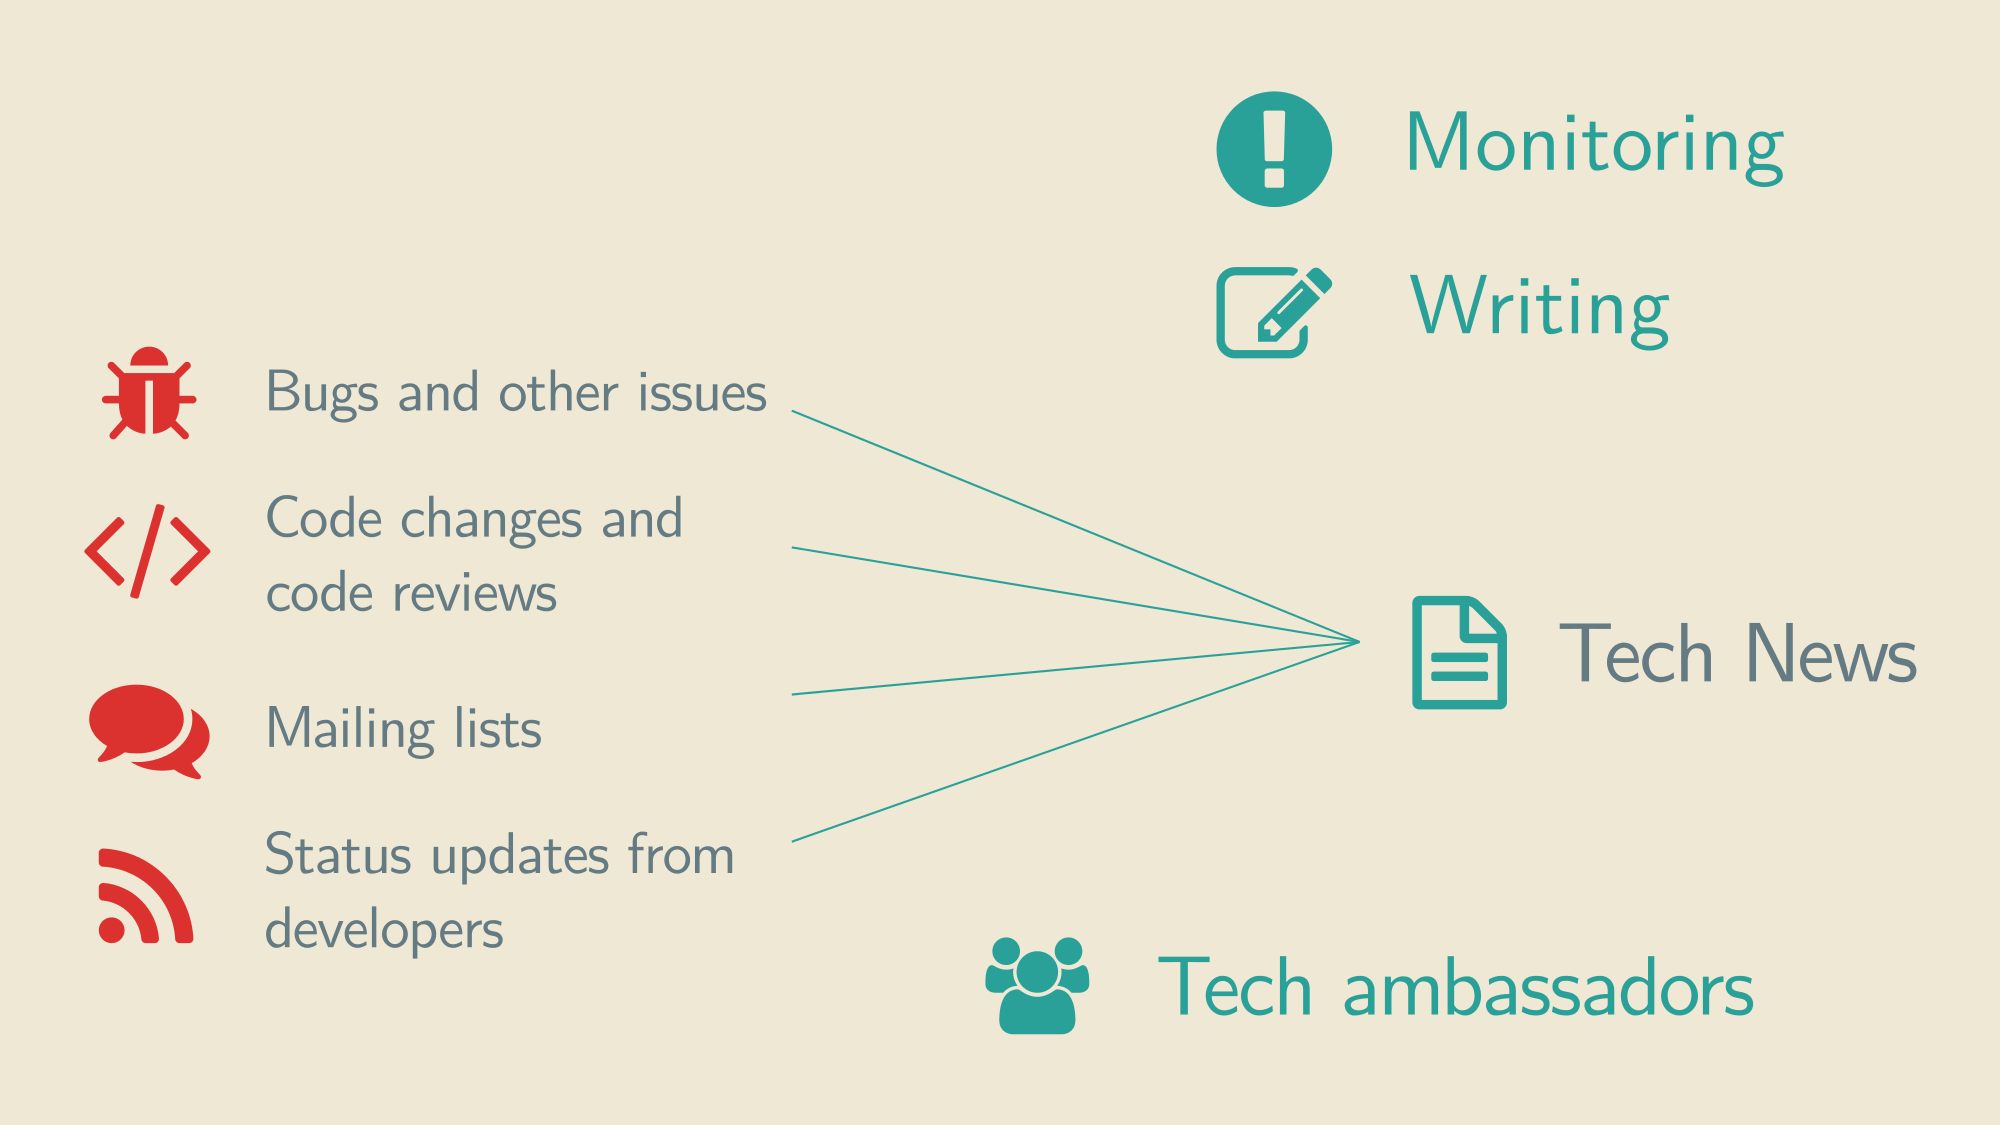 Monitoring
Writing
Bugs and other issues
Code changes and
code reviews
Mailing lists
Status updates from
developers
Tech News
Tech ambassadors